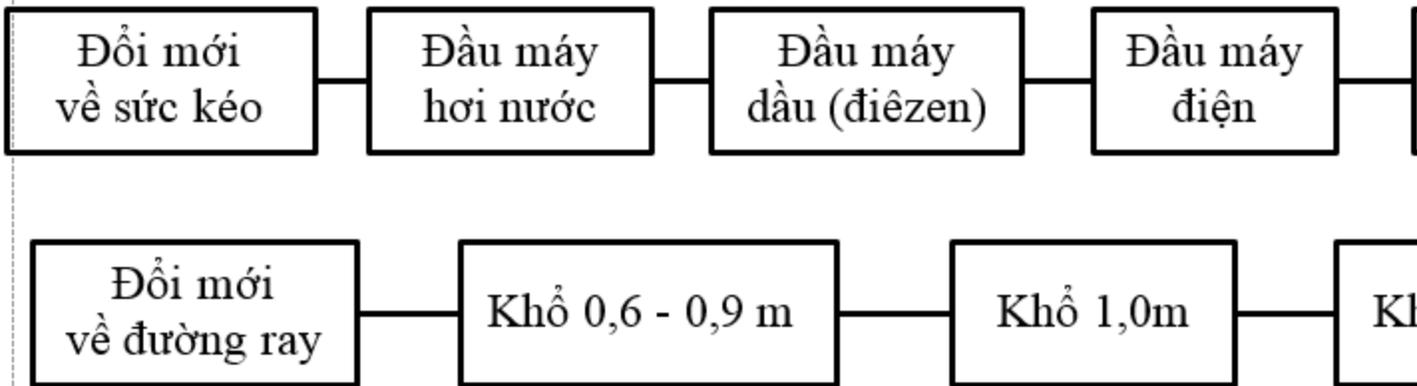 Đổi mới
về sức kéo
Đầu máy
hơi nước
Đầu máy
dầu (điêzen)
Đầu máy
điện
Đổi mới
về đường ray
Khổ 0,6 - 0,9 m
Khổ 1,0m